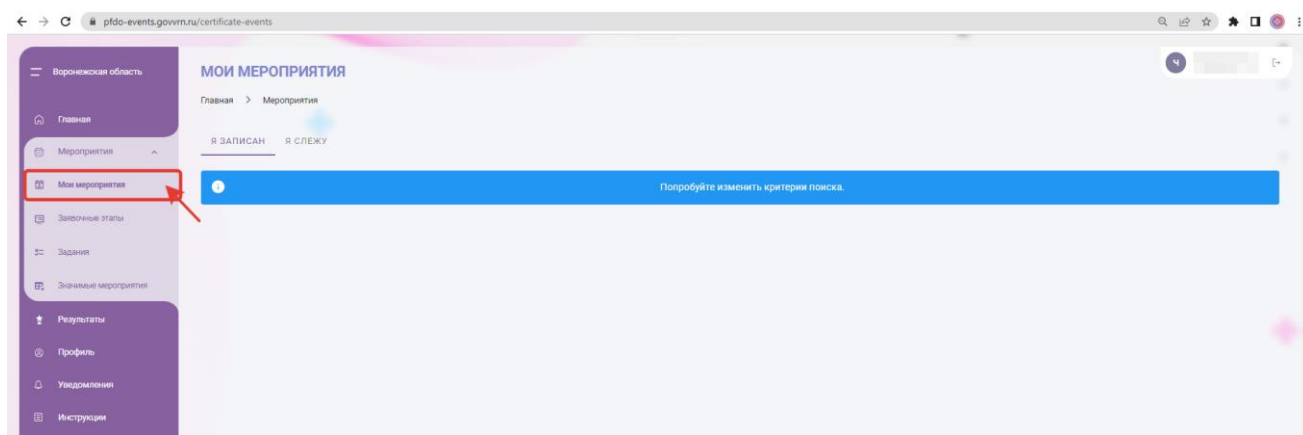 pfdo-events.govvrn.ru/certificate-events
Воронежская область
Главная
Мероприятия
Мои мероприятия
Заявочные этапы
Задания
Значимые мероприятия
Результаты
Профиль
Уведомления
Инструкции
МОИ МЕРОПРИЯТИЯ
Главная > Мероприятия
Я ЗАПИСАН Я СЛЕЖУ
Попробуйте изменить критерии поиска.
Ч